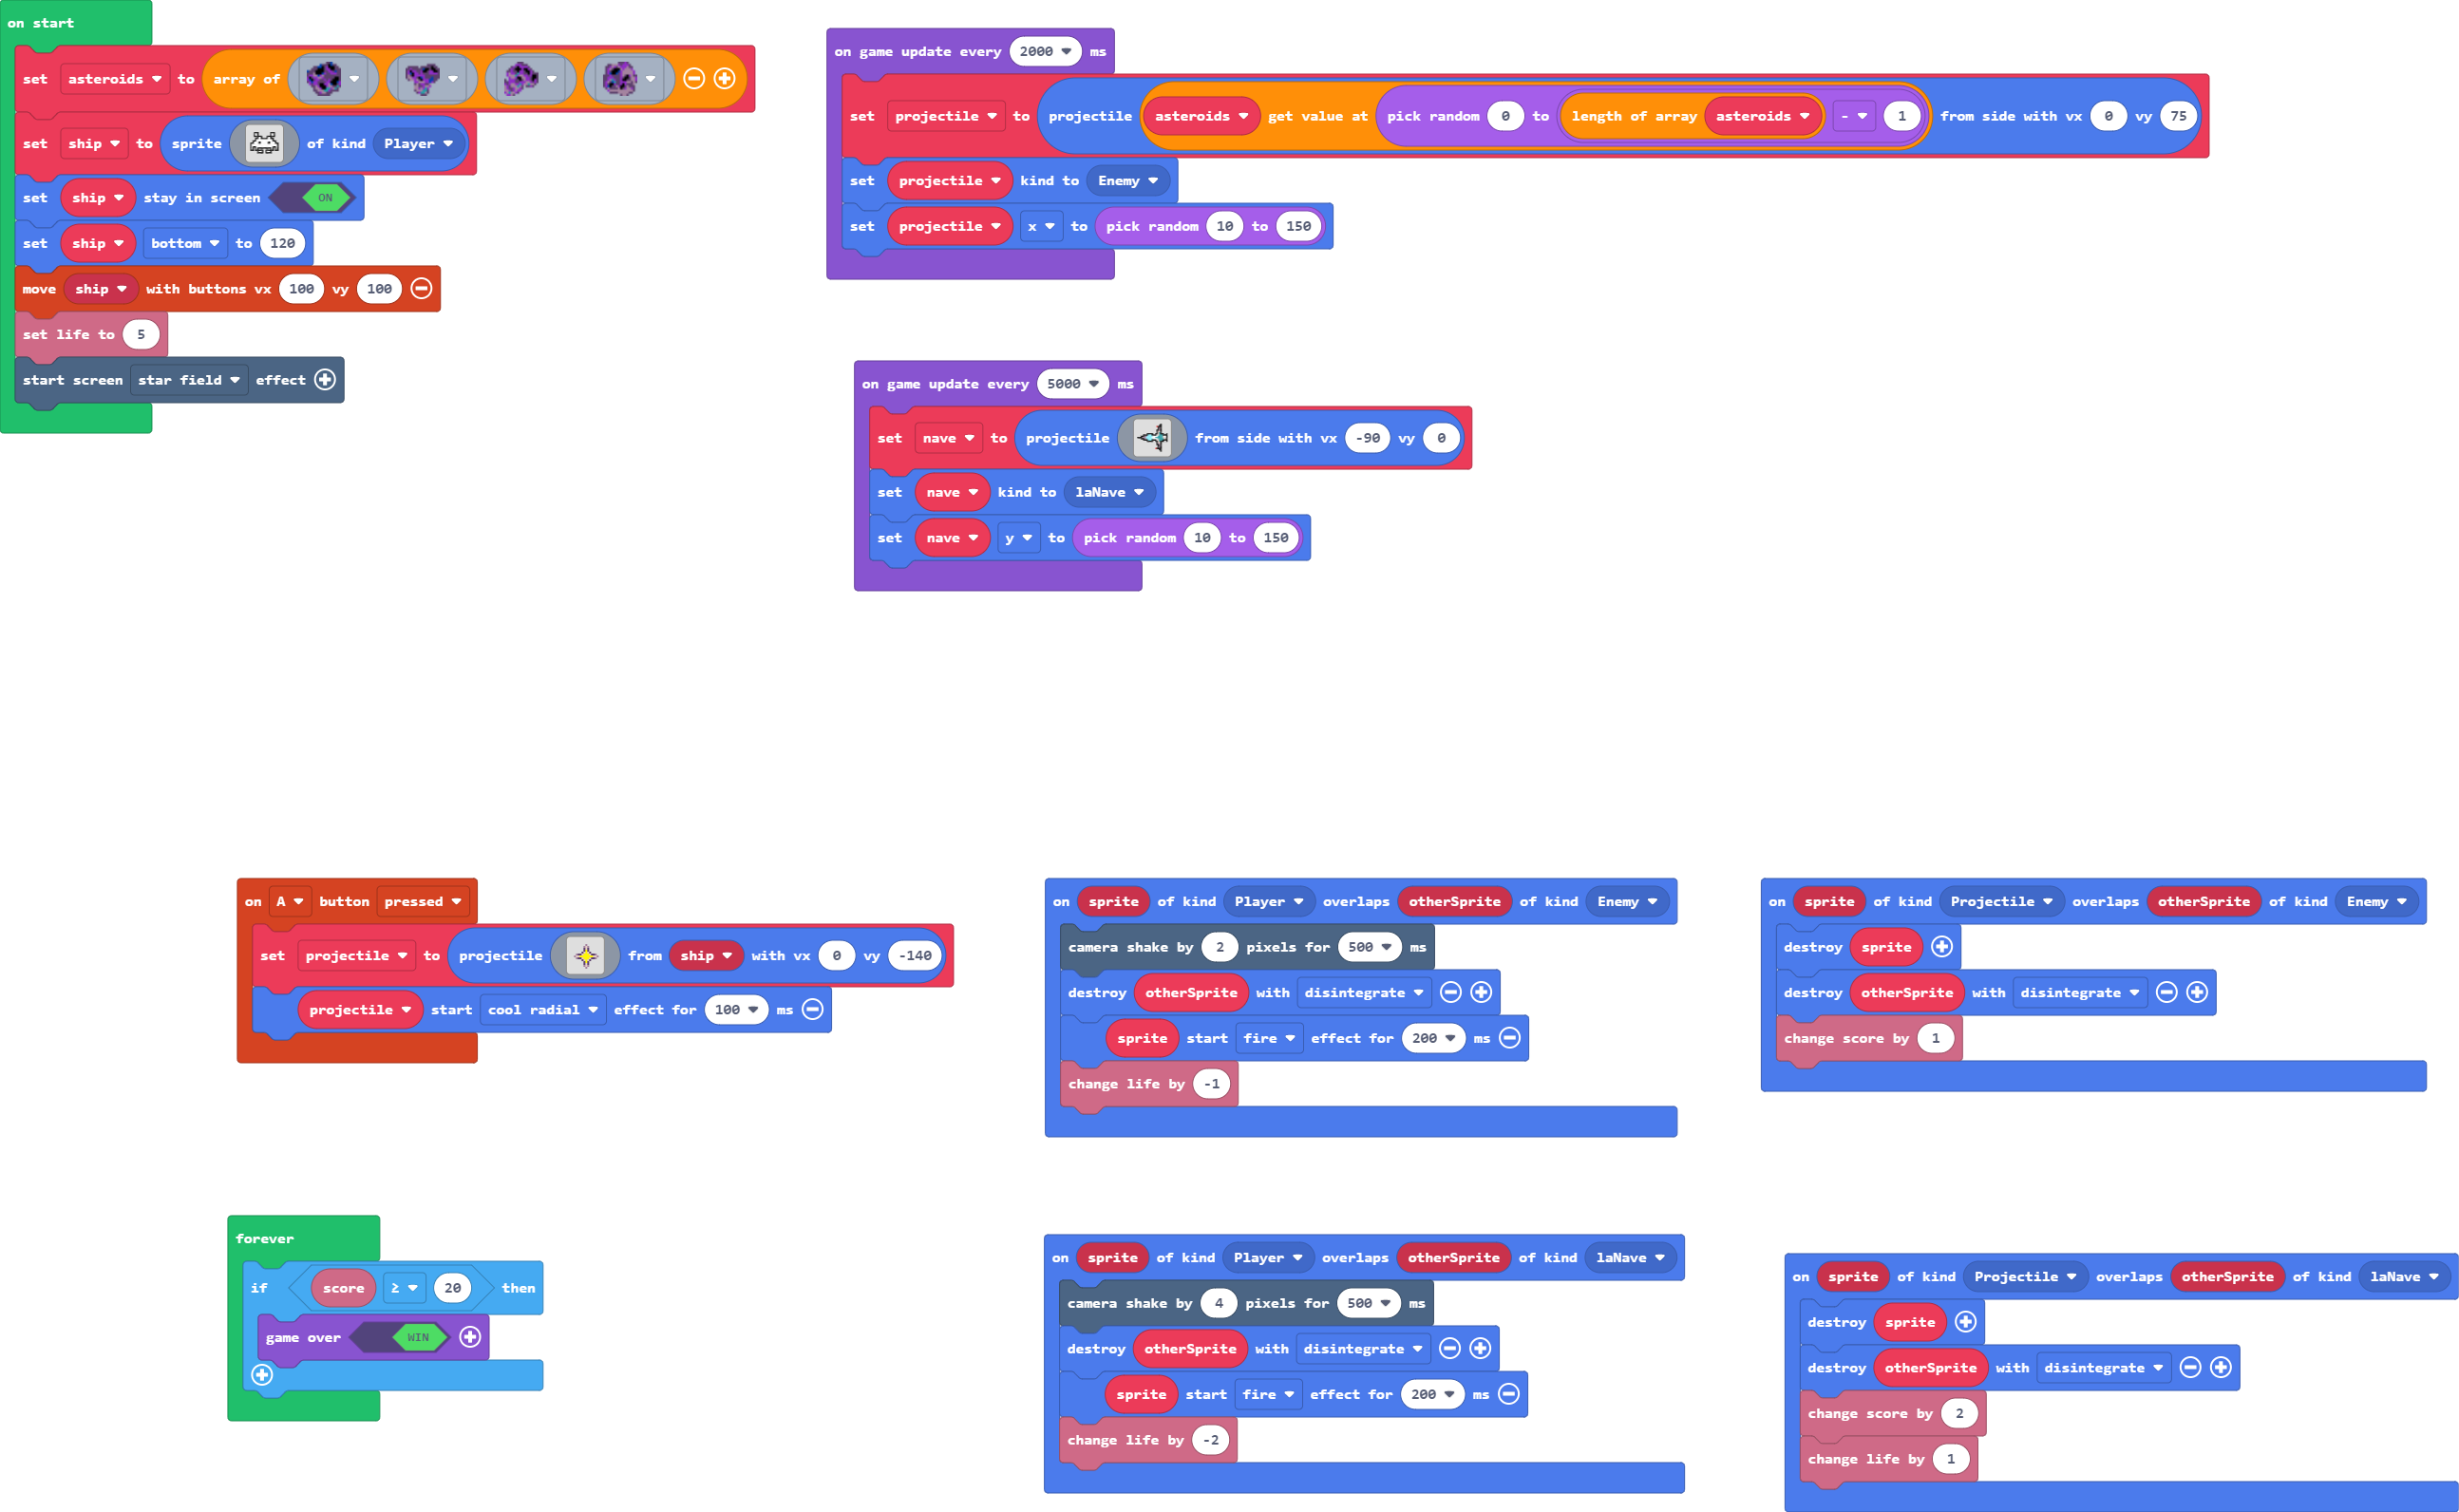 on start
set asteroids to array of
set ship to sprite of kind Player
set ship stay in screen ON
set ship bottom to 120
move ship with buttons vx 100 vy 100
set life to 5
start screen star field effect
on game update every 2000 ms
set projectile to projectile asteroids get value at pick random 0 to length of array asteroids - 1 from side with vx 0 vy 75
set projectile kind to Enemy
set projectile x to pick random 10 to 150
on game update every 5000 ms
set nave to projectile from side with vx -90 vy 0
set nave kind to laNave
set nave y to pick random 10 to 150
on A button pressed
set projectile to projectile from ship with vx 0 vy -140
projectile start cool radial effect for 100 ms
on sprite of kind Player overlaps otherSprite of kind Enemy
camera shake by 2 pixels for 500 ms
destroy otherSprite with disintegrate
sprite start fire effect for 200 ms
change life by -1
on sprite of kind Projectile overlaps otherSprite of kind Enemy
destroy sprite
destroy otherSprite with disintegrate
change score by 1
forever
if score ≥ 20 then
game over WIN
on sprite of kind Player overlaps otherSprite of kind laNave
camera shake by 4 pixels for 500 ms
destroy otherSprite with disintegrate
sprite start fire effect for 200 ms
change life by -2
on sprite of kind Projectile overlaps otherSprite of kind laNave
destroy sprite
destroy otherSprite with disintegrate
change score by 2
change life by 1